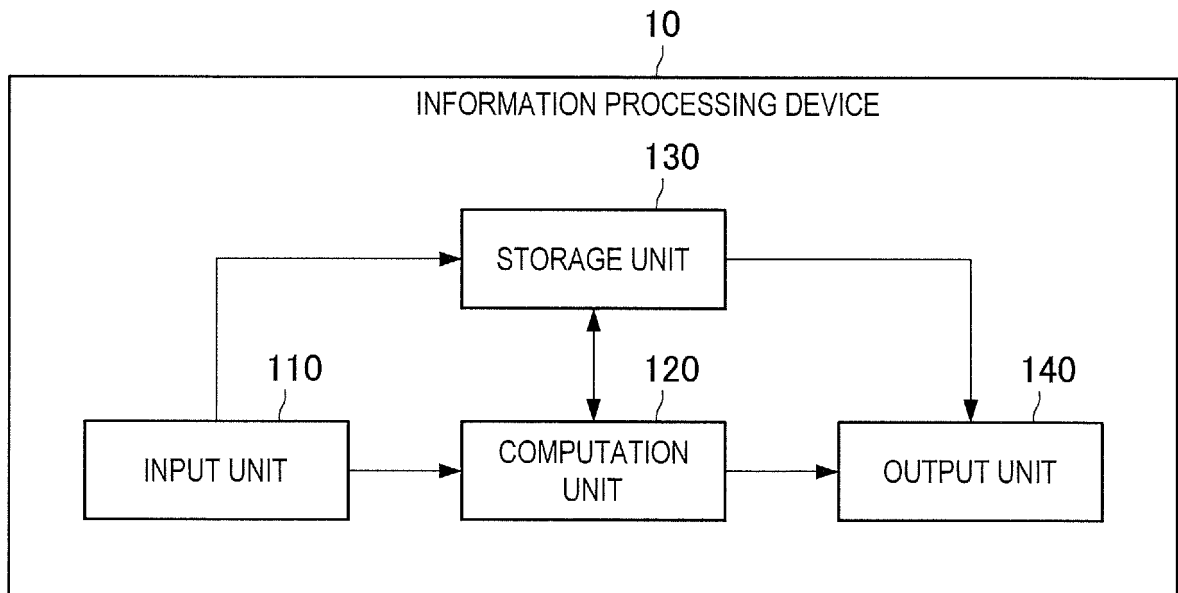 10
INFORMATION PROCESSING DEVICE
130
STORAGE UNIT
110
120
140
INPUT UNIT
COMPUTATION
UNIT
OUTPUT UNIT